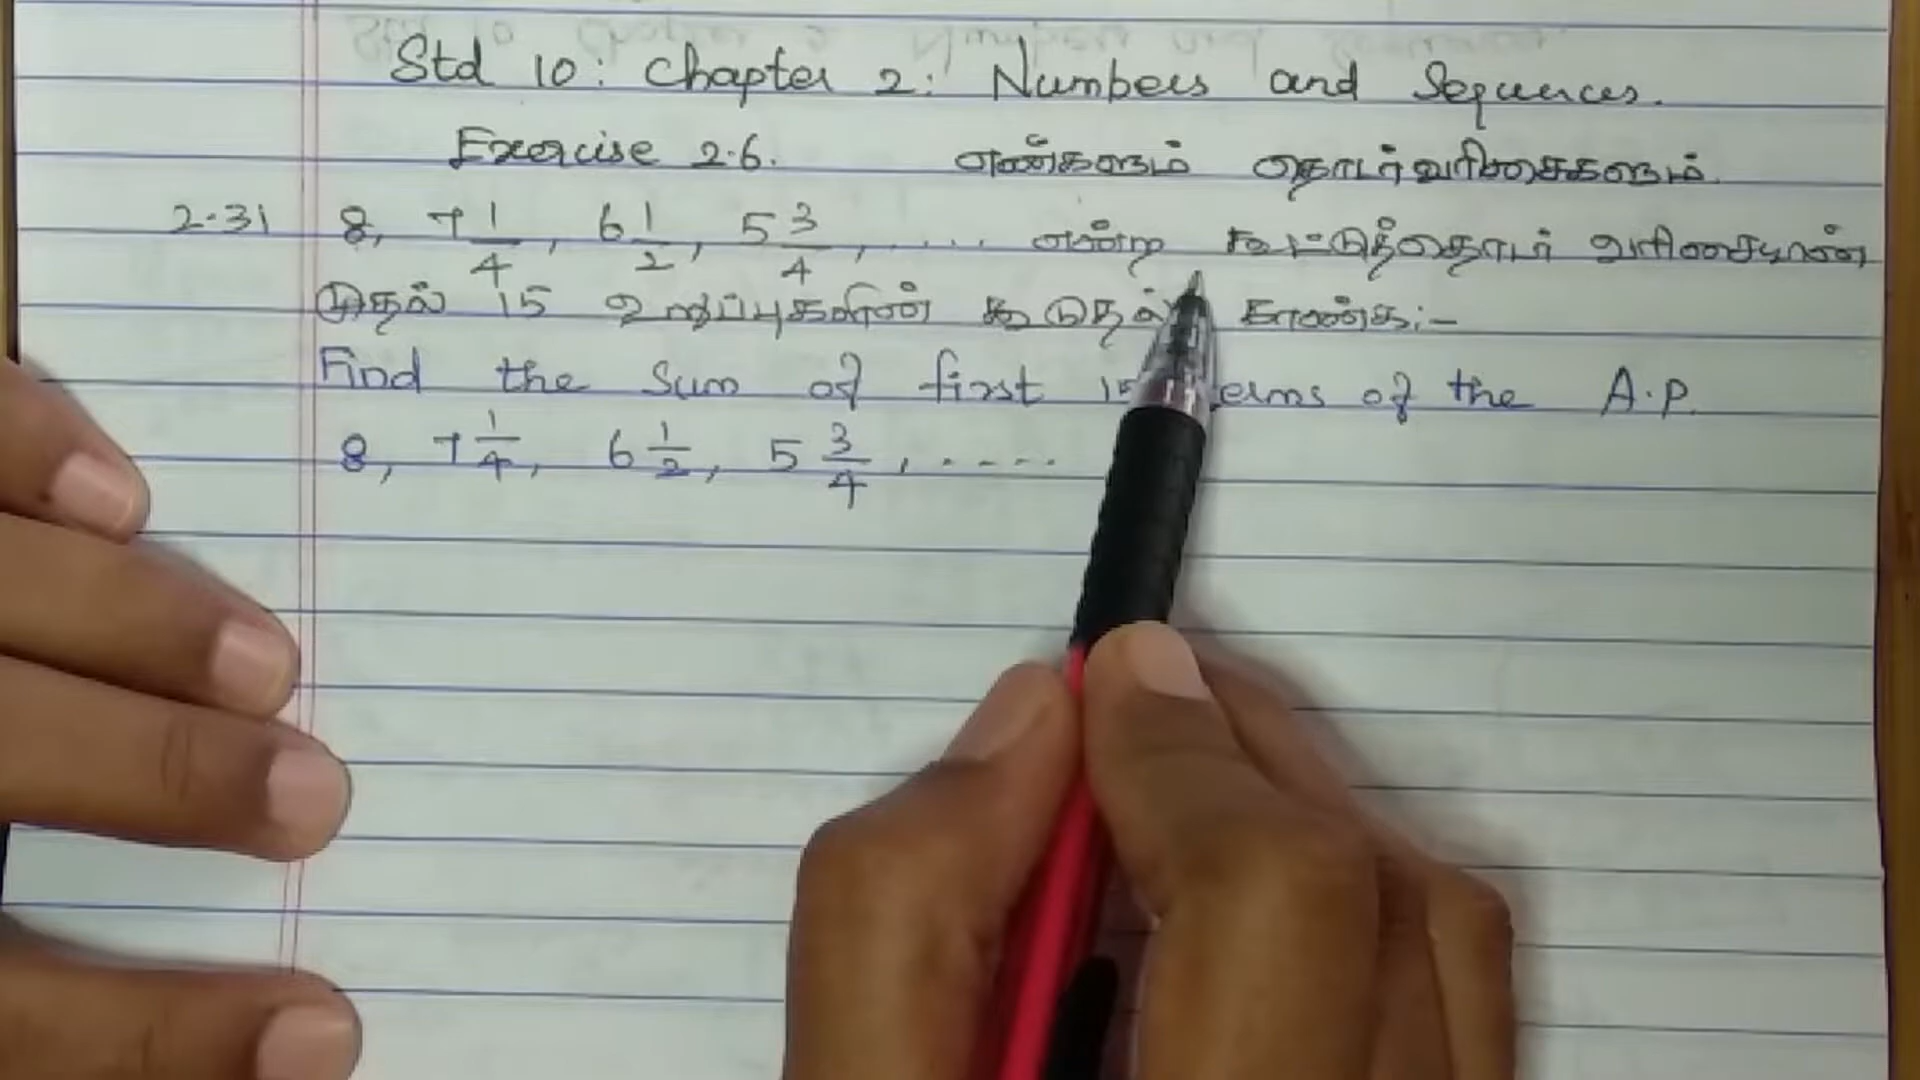 Std 10: Chapter 2: Numbers and Sequences.
Exercise 2.6. எண்களும் தொடர்வரிசைகளும்
2.31 8, 7 1/4, 6 1/2, 5 3/4, .... என்ற கூட்டுத்தொடர் வரிசையின்
முதல் 15 உறுப்புகளின் கூடுதல் காண்க:-
Find the Sum of first 15 terms of the A.P.
8, 7 1/4, 6 1/2, 5 3/4, .....